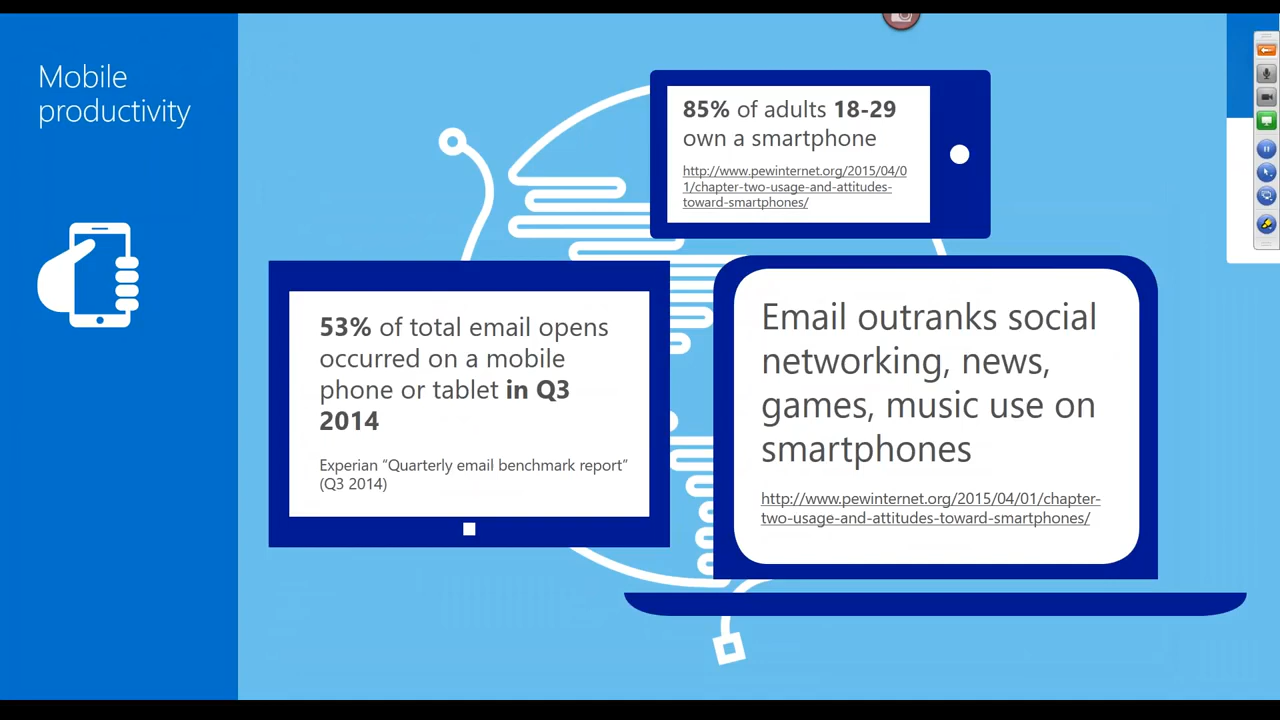 Mobile
productivity
85% of adults 18-29
own a smartphone
http://www.pewinternet.org/2015/04/0
1/chapter-two-usage-and-attitudes-
toward-smartphones/
53% of total email opens
occurred on a mobile
phone or tablet in Q3
2014
Experian “Quarterly email benchmark report”
(Q3 2014)
Email outranks social
networking, news,
games, music use on
smartphones
http://www.pewinternet.org/2015/04/01/chapter-
two-usage-and-attitudes-toward-smartphones/